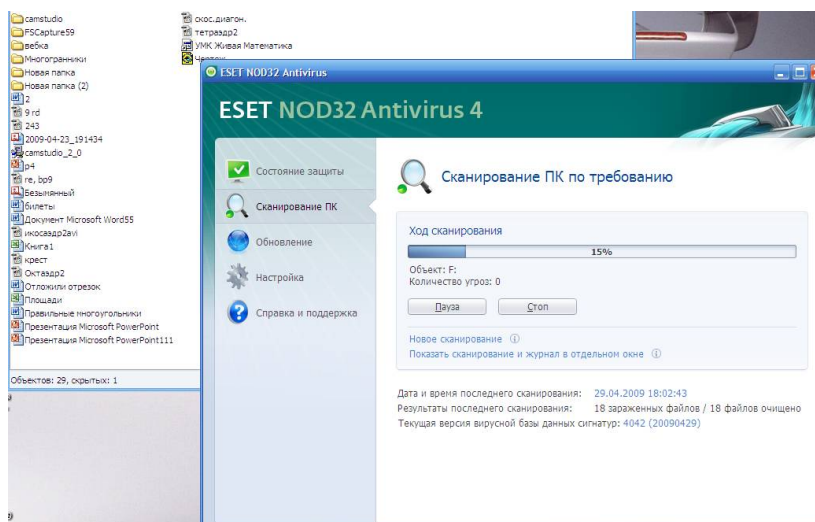 camstudio
FSCapture59
вебка
Многогранники
Новая папка
Новая папка (2)
2
9 rd
243
2009-04-23_191434
camstudio_2_0
p4
re, bp9
Безымянный
билеты
Документ Microsoft Word55
икосаэдр2avi
Книга1
крест
Октаэдр2
Отложили отрезок
Площади
Правильные многоугольники
Презентация Microsoft PowerPoint
Презентация Microsoft PowerPoint111
скос.диагон.
тетраэдр2
УМК Живая Математика
Объектов: 29, скрытых: 1
ESET NOD32 Antivirus
ESET NOD32 Antivirus 4
Состояние защиты
Сканирование ПК
Обновление
Настройка
Справка и поддержка
Сканирование ПК по требованию
Ход сканирования
15%
Объект: F:
Количество угроз: 0
Пауза Стоп
Новое сканирование
Показать сканирование и журнал в отдельном окне
Дата и время последнего сканирования: 29.04.2009 18:02:43
Результаты последнего сканирования: 18 зараженных файлов / 18 файлов очищено
Текущая версия вирусной базы данных сигнатур: 4042 (20090429)